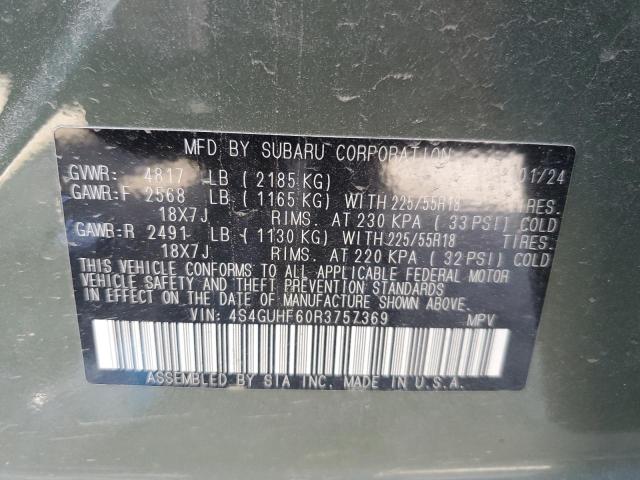 MFD BY SUBARU CORPORATION 01/24
GVWR: 4817 LB (2185 KG)
GAWR:F 2568 LB (1165 KG) WITH 225/55R18 TIRES.
18X7J RIMS. AT 230 KPA (33 PSI) COLD
GAWR:R 2491 LB (1130 KG) WITH 225/55R18 TIRES.
18X7J RIMS. AT 220 KPA (32 PSI) COLD
THIS VEHICLE CONFORMS TO ALL APPLICABLE FEDERAL MOTOR
VEHICLE SAFETY AND THEFT PREVENTION STANDARDS
IN EFFECT ON THE DATE OF MANUFACTURE SHOWN ABOVE.
VIN: 4S4GUHF60R3757369 MPV
ASSEMBLED BY SIA INC. MADE IN U.S.A.